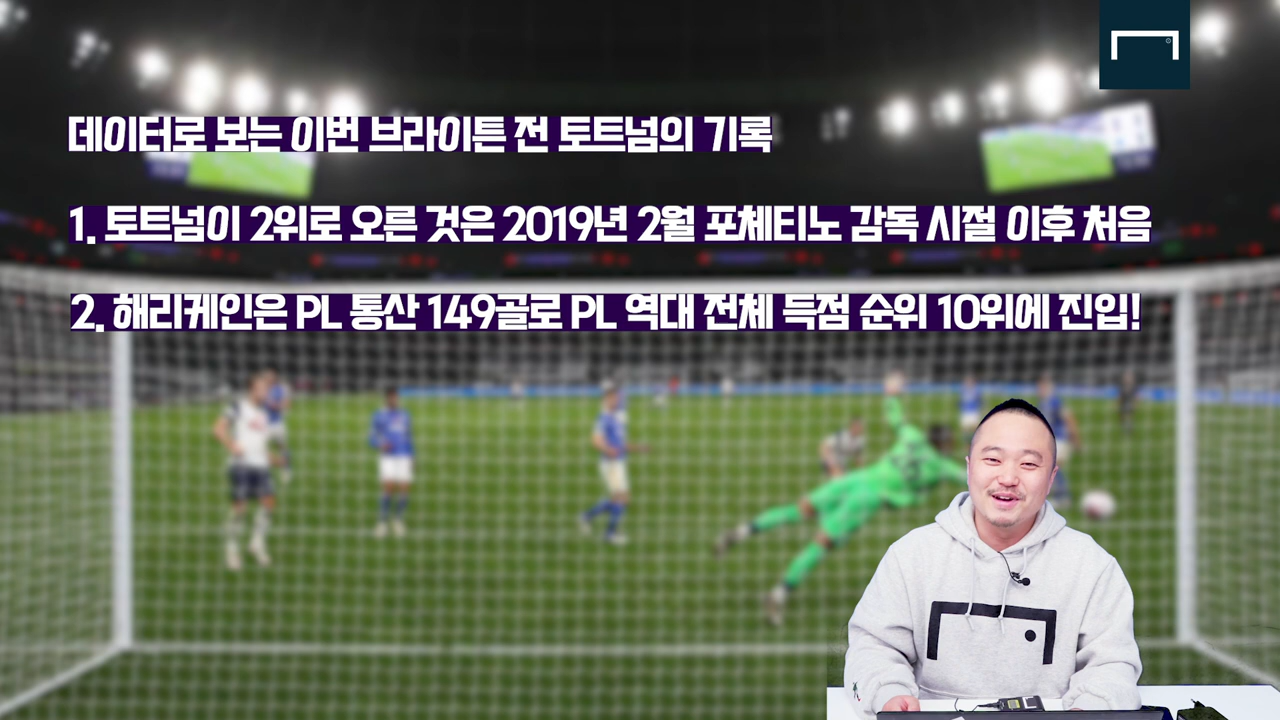 데이터로 보는 이번 브라이튼 전 토트넘의 기록
1. 토트넘이 2위로 오른 것은 2019년 2월 포체티노 감독 시절 이후 처음
2. 해리케인은 PL 통산 149골로 PL 역대 전체 득점 순위 10위에 진입!